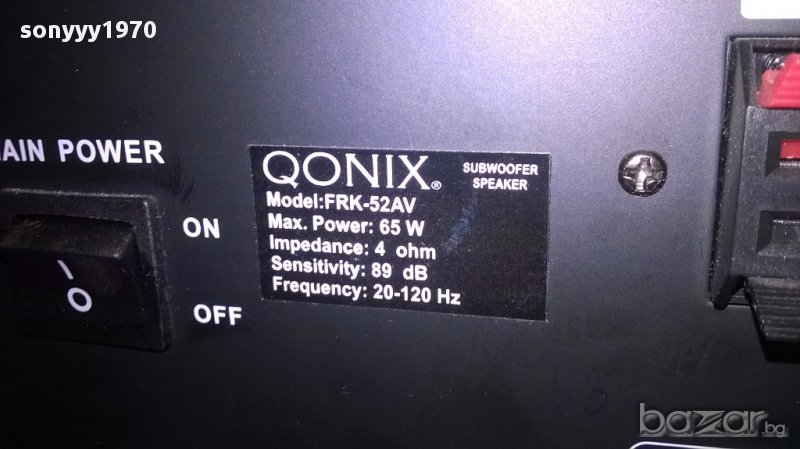 sonyyy1970
MAIN POWER
ON
OFF
QONIX®
SUBWOOFER
SPEAKER
Model:FRK-52AV
Max. Power: 65 W
Impedance: 4 ohm
Sensitivity: 89 dB
Frequency: 20-120 Hz
bazar.bg